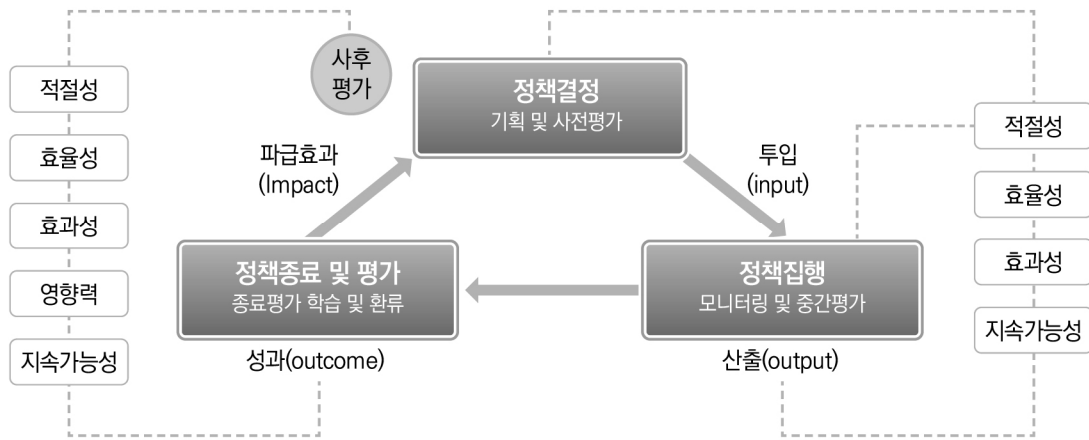 사후
평가
적절성
효율성
효과성
영향력
지속가능성
정책결정
기획 및 사전평가
파급효과
(Impact)
투입
(input)
정책종료 및 평가
종료평가 학습 및 환류
성과(outcome)
정책집행
모니터링 및 중간평가
산출(output)
적절성
효율성
효과성
지속가능성